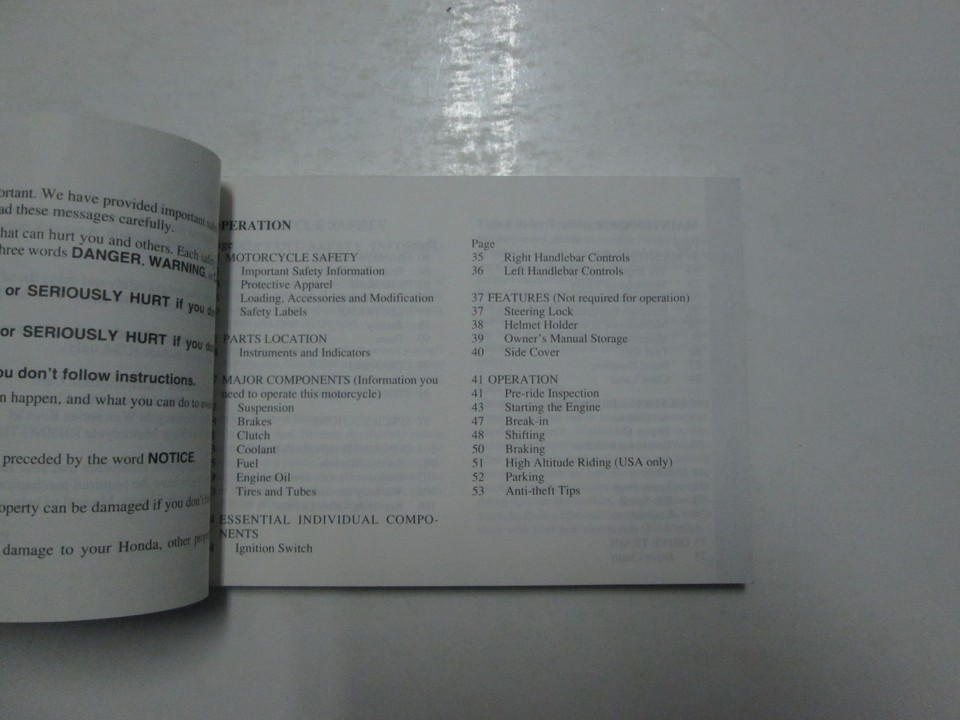 We have provided important
these messages carefully.
that can hurt you and others. Each
three words DANGER, WARNING,
or SERIOUSLY HURT if you
or SERIOUSLY HURT if you
don't follow instructions.
happen, and what you can do to
preceded by the word NOTICE.
can be damaged if you don't
damage to your Honda, other
PERATION
MOTORCYCLE SAFETY
Important Safety Information
Protective Apparel
Loading, Accessories and Modification
Safety Labels
PARTS LOCATION
Instruments and Indicators
MAJOR COMPONENTS (Information you
need to operate this motorcycle)
Suspension
Brakes
Clutch
Coolant
Fuel
Engine Oil
Tires and Tubes
ESSENTIAL INDIVIDUAL COMPO-
NENTS
Ignition Switch
Page
35 Right Handlebar Controls
36 Left Handlebar Controls
37 FEATURES (Not required for operation)
37 Steering Lock
38 Helmet Holder
39 Owner's Manual Storage
40 Side Cover
41 OPERATION
41 Pre-ride Inspection
43 Starting the Engine
47 Break-in
48 Shifting
50 Braking
51 High Altitude Riding (USA only)
52 Parking
53 Anti-theft Tips